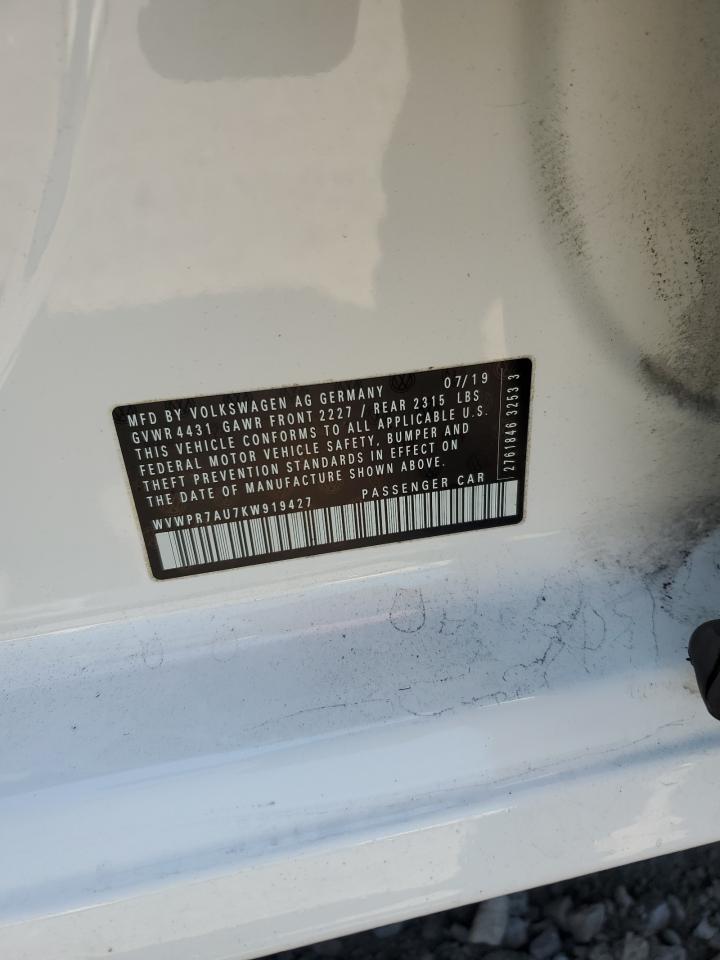 MFD BY VOLKSWAGEN AG GERMANY 07/19
GVWR 4431 GAWR FRONT 2227 / REAR 2315 LBS
THIS VEHICLE CONFORMS TO ALL APPLICABLE U.S.
FEDERAL MOTOR VEHICLE SAFETY, BUMPER AND
THEFT PREVENTION STANDARDS IN EFFECT ON
THE DATE OF MANUFACTURE SHOWN ABOVE.
WVWPR7AU7KW919427 PASSENGER CAR
2761846 3253 3